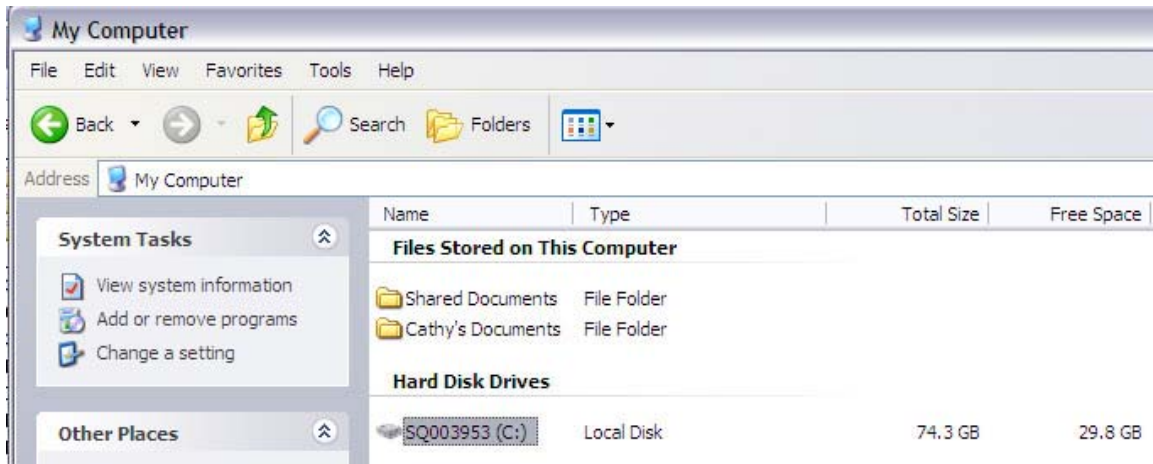 My Computer
File Edit View Favorites Tools Help
Back Search Folders
Address My Computer
Name Type Total Size Free Space
System Tasks
Files Stored on This Computer
View system information
Shared Documents File Folder
Add or remove programs
Cathy's Documents File Folder
Change a setting
Hard Disk Drives
Other Places
SQ003953 (C:) Local Disk 74.3 GB 29.8 GB